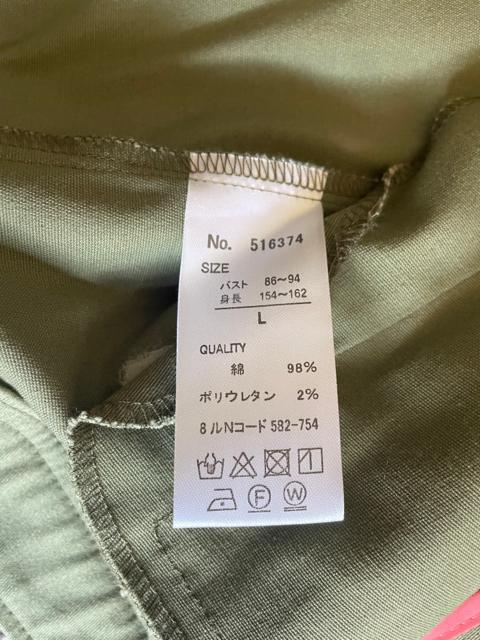 No. 516374
SIZE
バスト 86〜94
身長 154〜162
L
QUALITY
綿 98%
ポリウレタン 2%
8ルNコード 582-754
F W